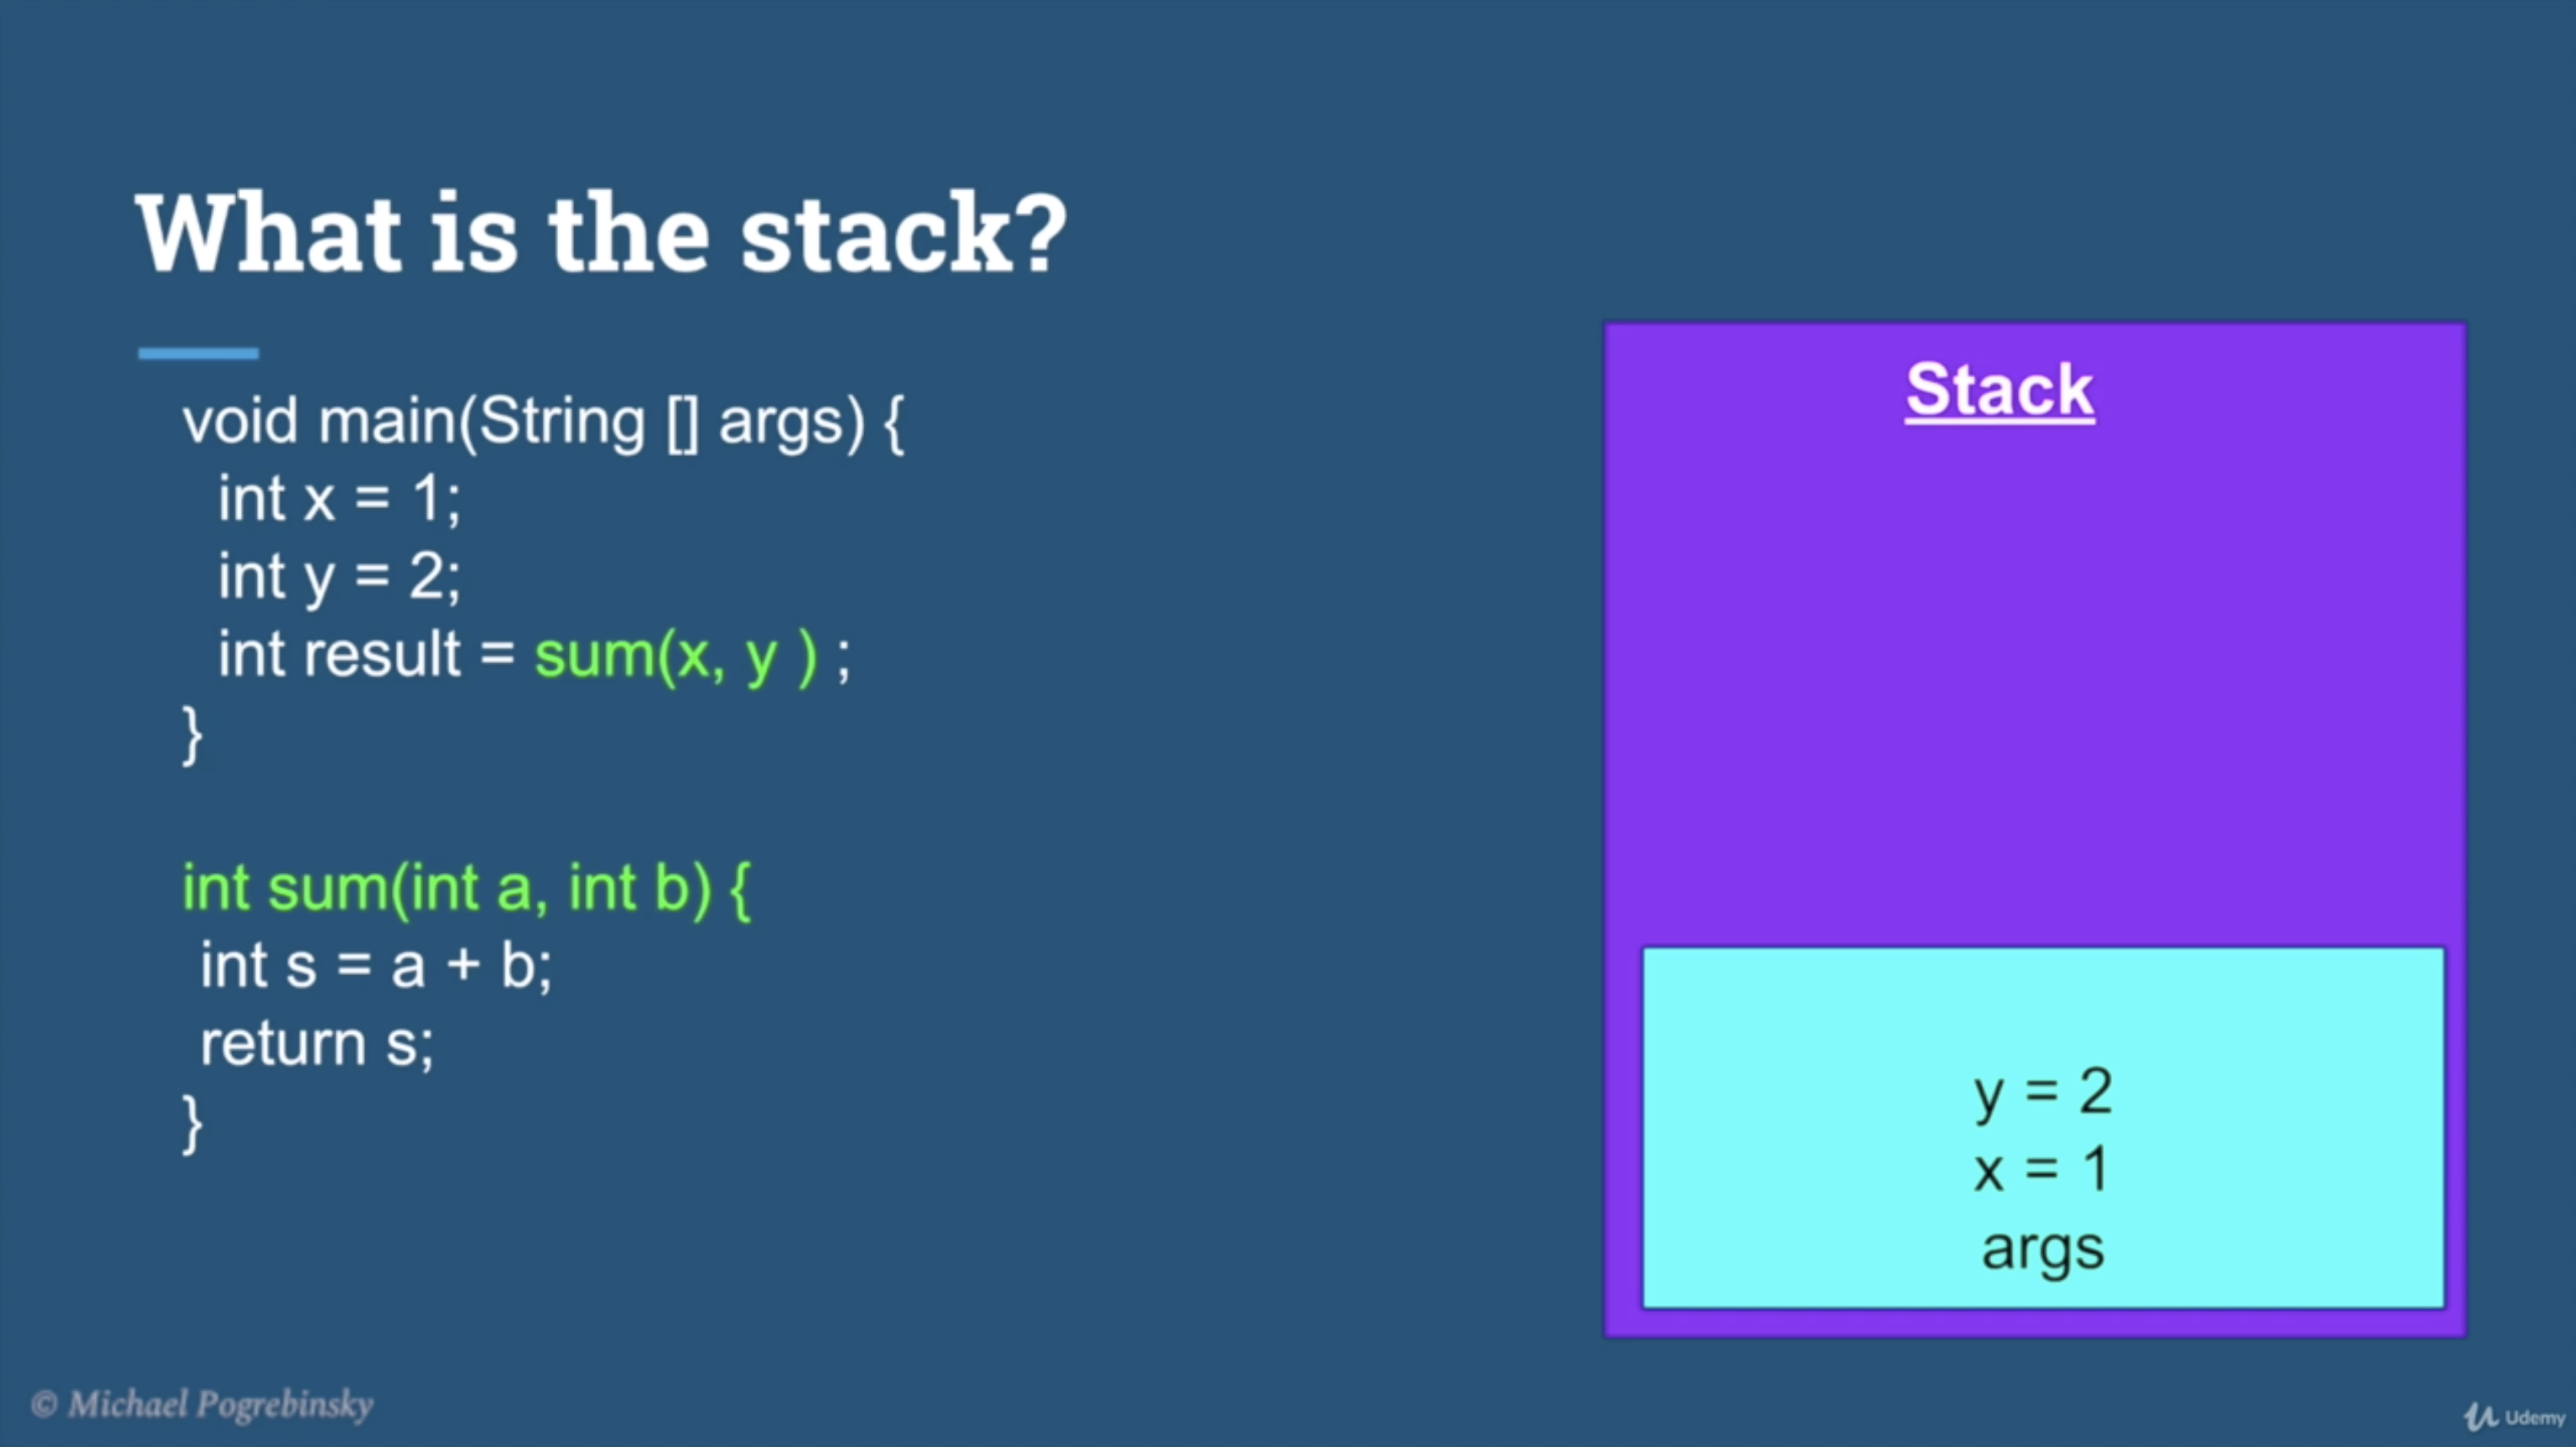 What is the stack?
void main(String [] args) {
int x = 1;
int y = 2;
int result = sum(x, y ) ;
}
int sum(int a, int b) {
int s = a + b;
return s;
}
Stack
y = 2
x = 1
args
© Michael Pogrebinsky
Udemy